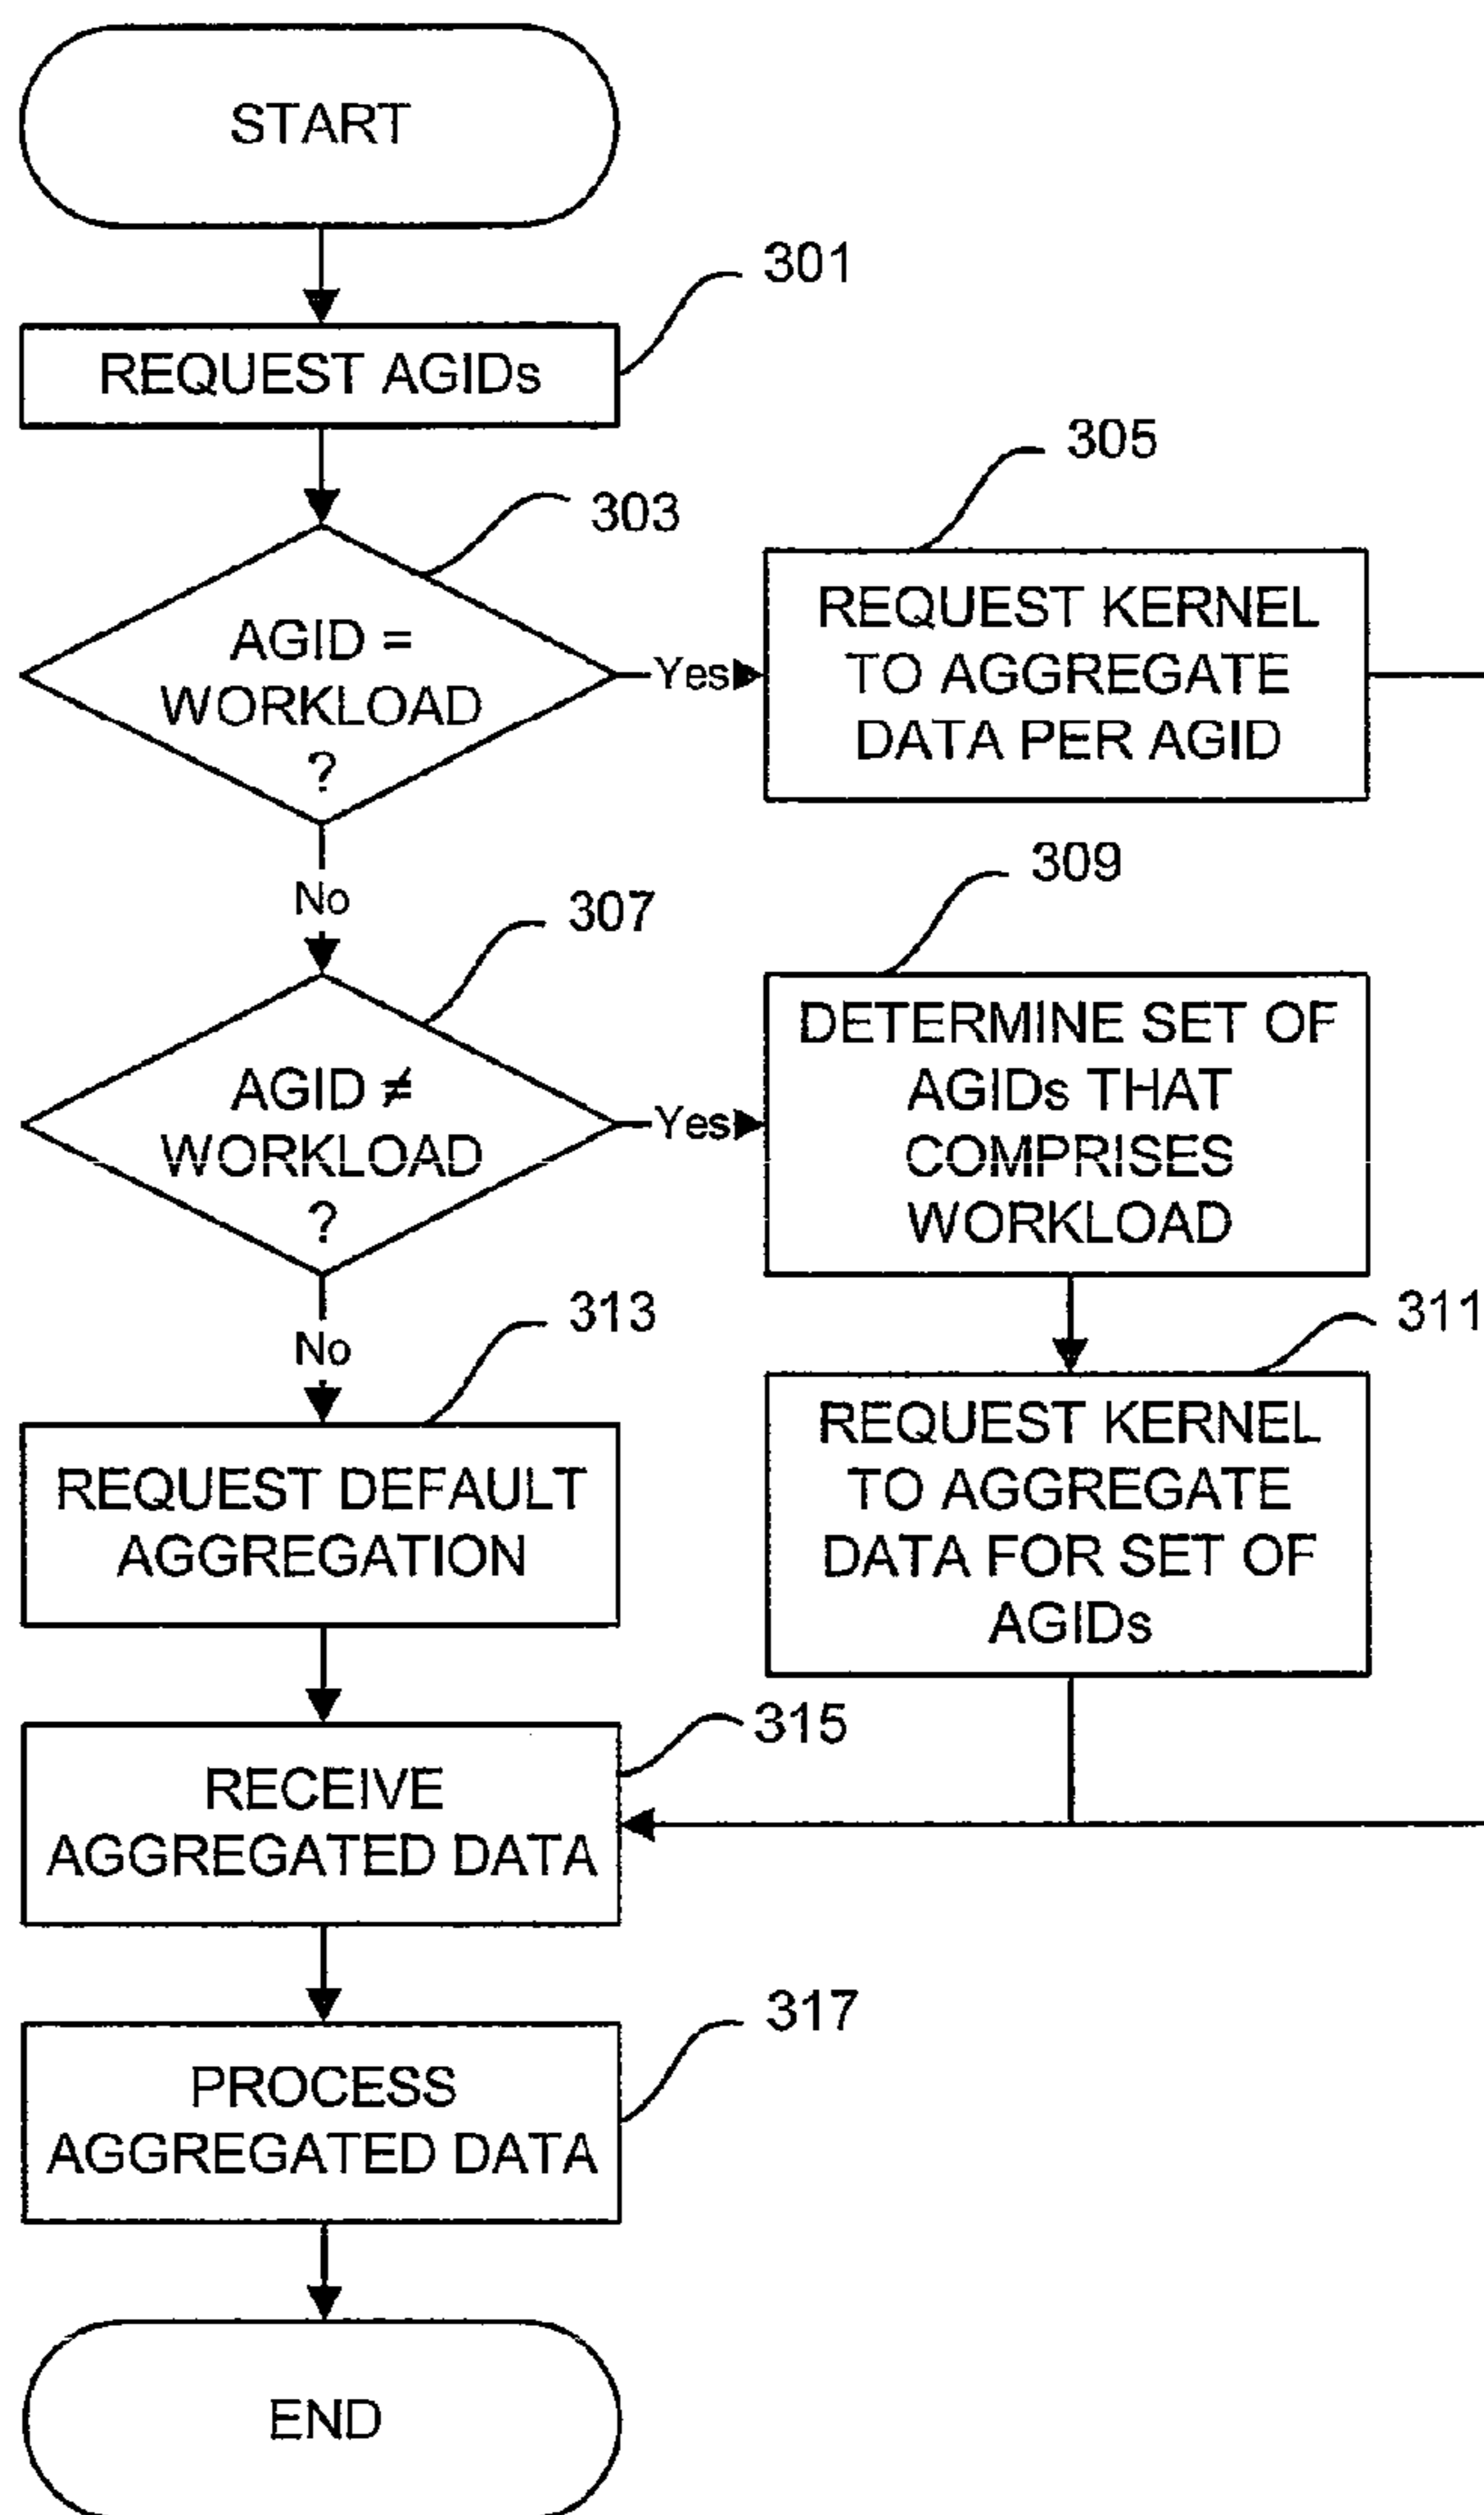 START
301
REQUEST AGIDs
305
303
AGID =
WORKLOAD
?
Yes
REQUEST KERNEL
TO AGGREGATE
DATA PER AGID
No
309
307
AGID ≠
WORKLOAD
?
Yes
DETERMINE SET OF
AGIDs THAT
COMPRISES
WORKLOAD
No
313
311
REQUEST DEFAULT
AGGREGATION
REQUEST KERNEL
TO AGGREGATE
DATA FOR SET OF
AGIDs
315
RECEIVE
AGGREGATED DATA
317
PROCESS
AGGREGATED DATA
END